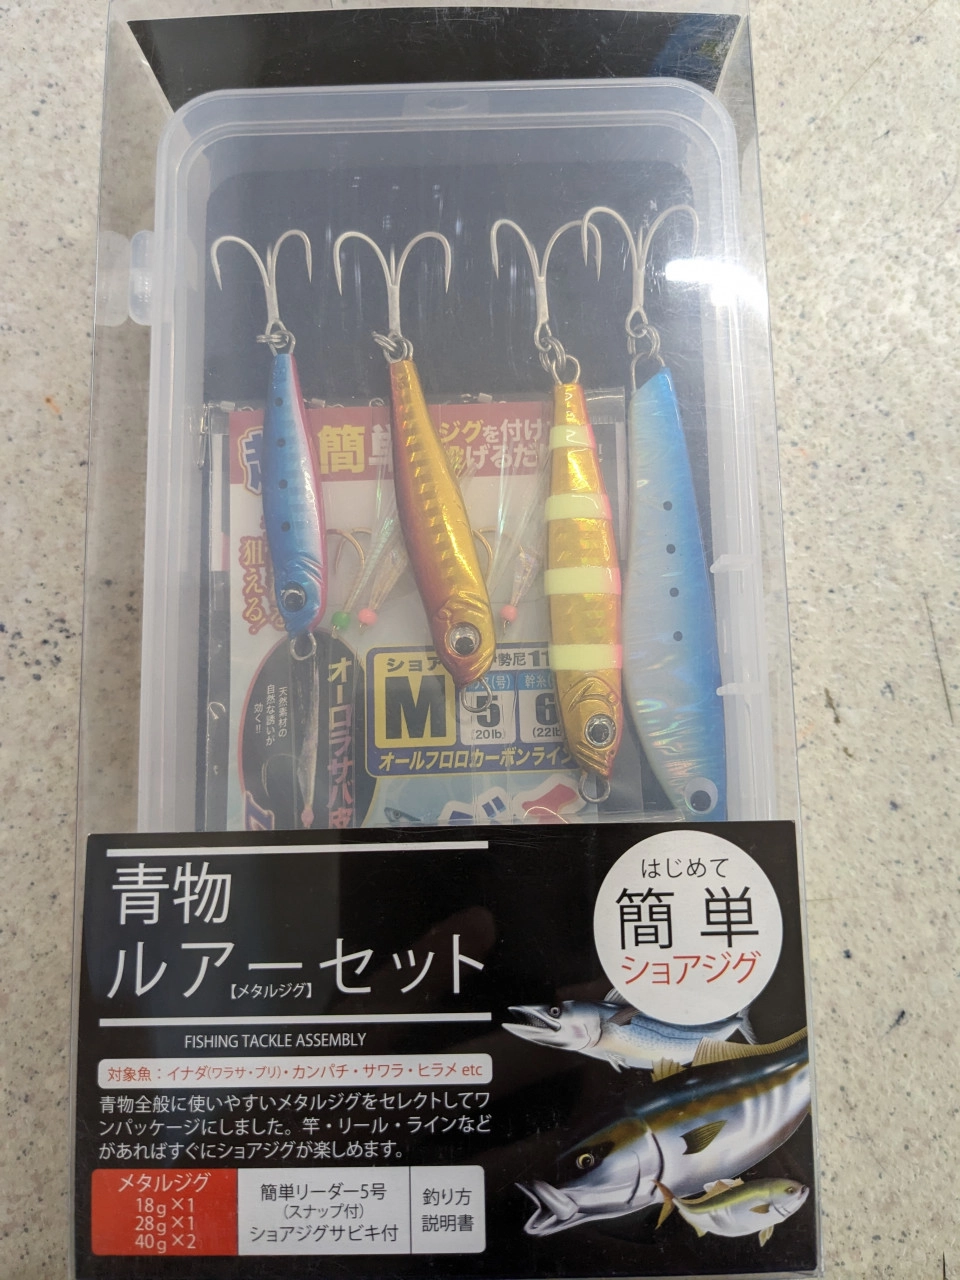 簡単
ジグを付け
投げるだ
狙える!
オーロラサバ皮
天然素材の
自然な誘いが
効く!!
ショア
勢尼11
M
(号)
幹糸
5
6
(20lb)
(22lb
オールフロロカーボンライン
青物
ルアーセット
【メタルジグ】
はじめて
簡単
ショアジグ
FISHING TACKLE ASSEMBLY
対象魚：イナダ(ワラサ・ブリ)・カンパチ・サワラ・ヒラメ etc
青物全般に使いやすいメタルジグをセレクトしてワ
ンパッケージにしました。竿・リール・ラインなど
があればすぐにショアジグが楽しめます。
メタルジグ
18g×1
28g×1
40g×2
簡単リーダー5号
(スナップ付)
ショアジグサビキ付
釣り方
説明書